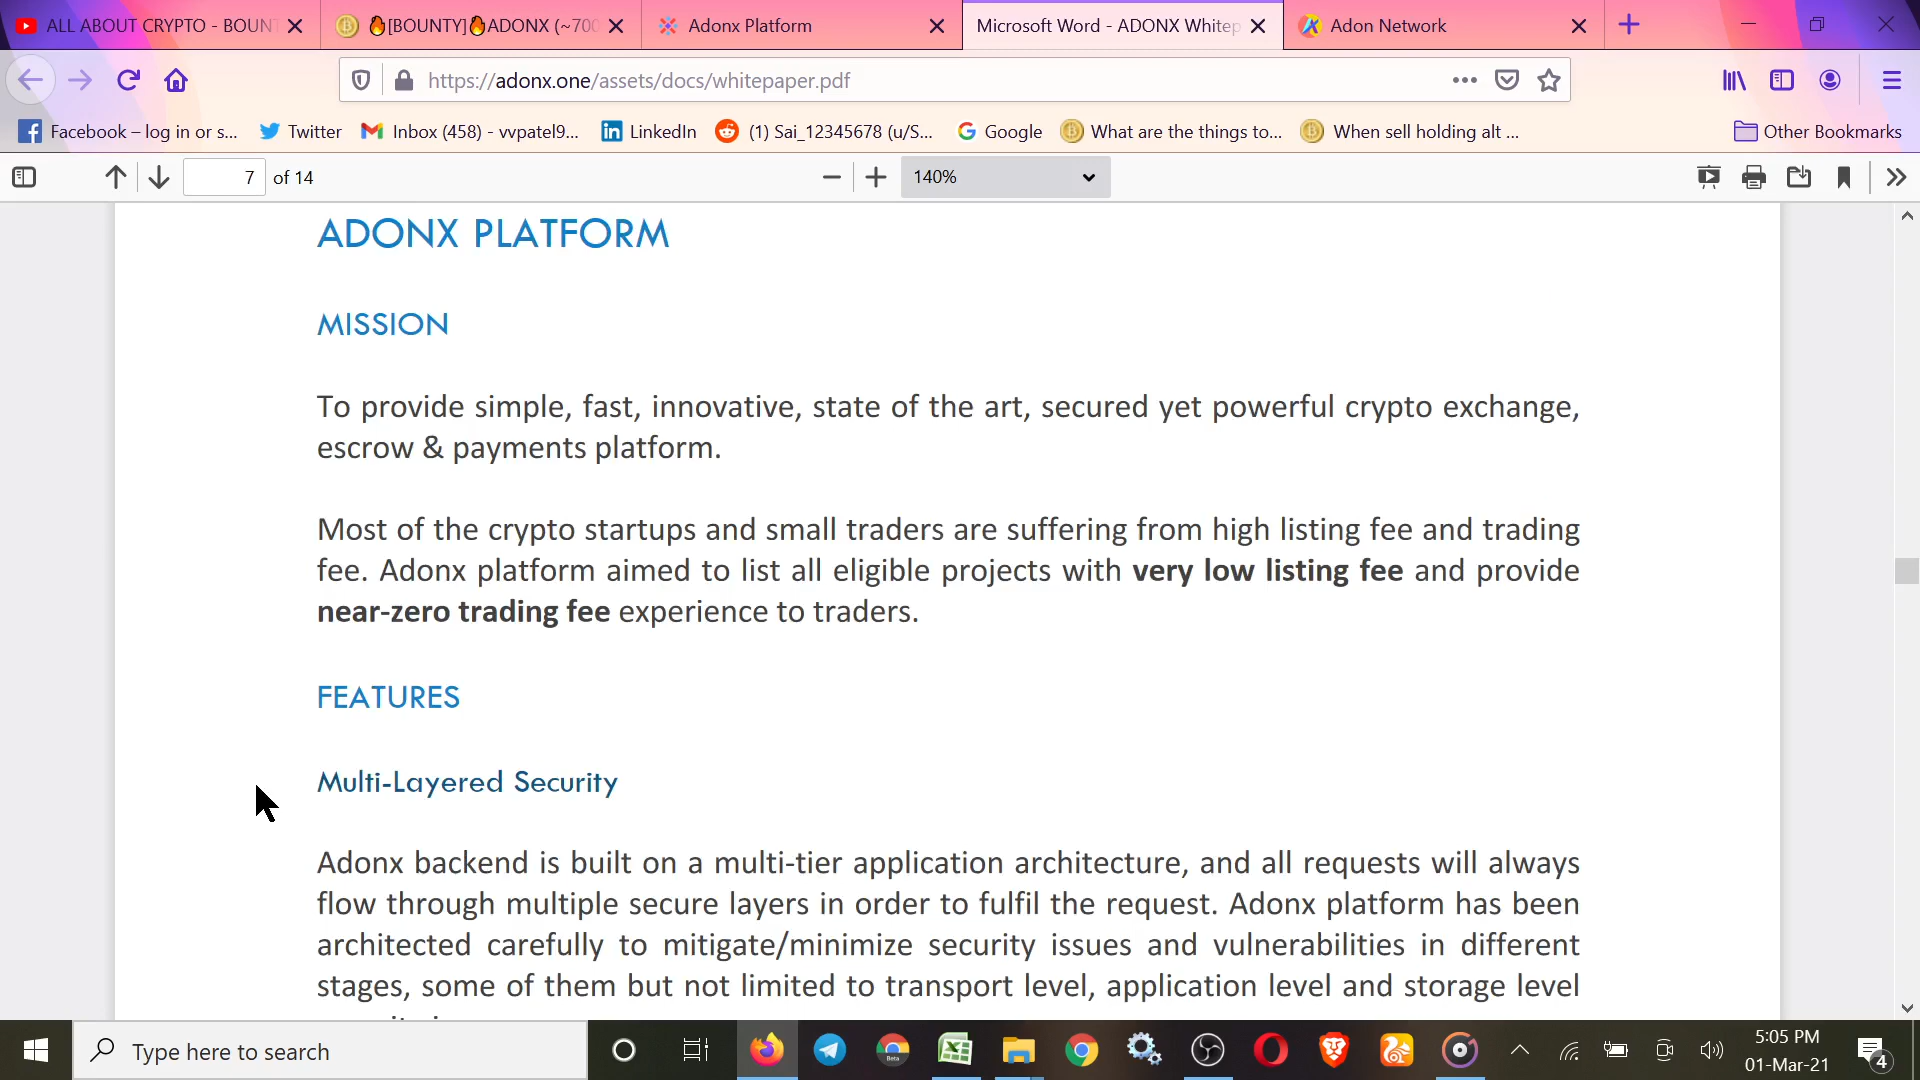 ALL ABOUT CRYPTO - BOUN
[BOUNTY]🔥ADONX (~700
Adonx Platform
Microsoft Word - ADONX Whitep
Adon Network
https://adonx.one/assets/docs/whitepaper.pdf
Facebook – log in or s...
Twitter
Inbox (458) - vvpatel9...
LinkedIn
(1) Sai_12345678 (u/S...
Google
What are the things to...
When sell holding alt ...
Other Bookmarks
7 of 14
140%
ADONX PLATFORM
MISSION
To provide simple, fast, innovative, state of the art, secured yet powerful crypto exchange,
escrow & payments platform.
Most of the crypto startups and small traders are suffering from high listing fee and trading
fee. Adonx platform aimed to list all eligible projects with very low listing fee and provide
near-zero trading fee experience to traders.
FEATURES
Multi-Layered Security
Adonx backend is built on a multi-tier application architecture, and all requests will always
flow through multiple secure layers in order to fulfil the request. Adonx platform has been
architected carefully to mitigate/minimize security issues and vulnerabilities in different
stages, some of them but not limited to transport level, application level and storage level
Type here to search
Beta
5:05 PM
01-Mar-21
4